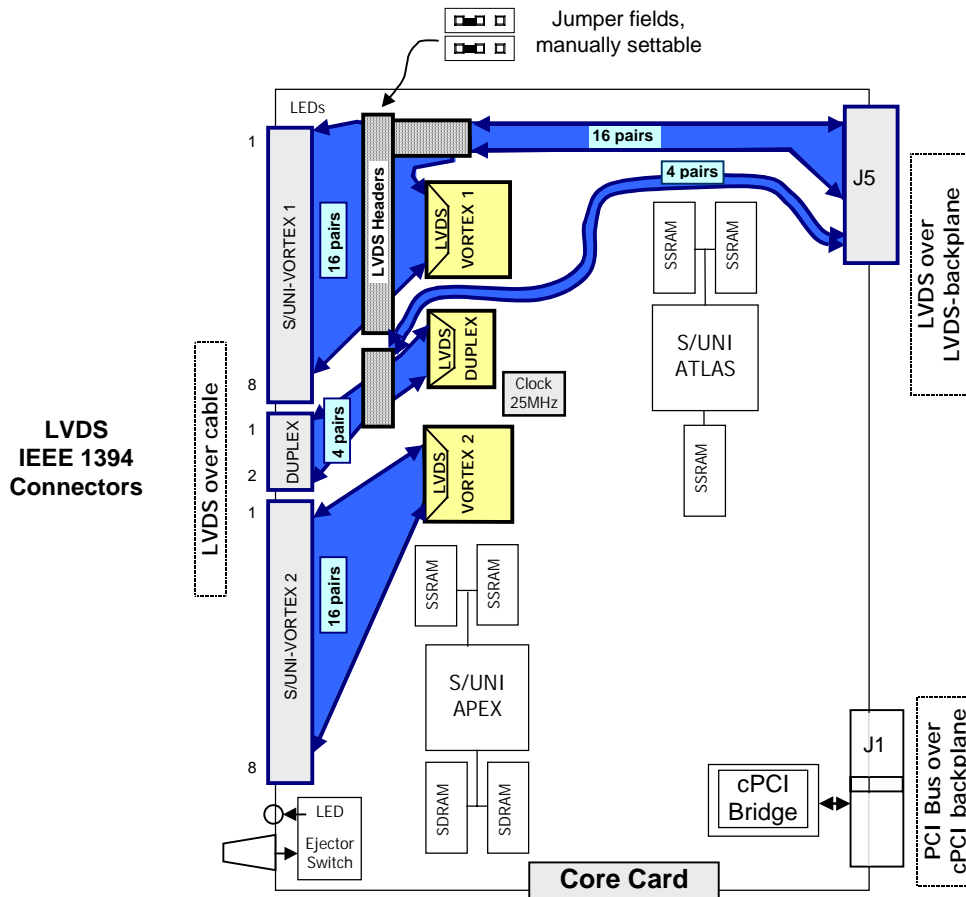 Jumper fields,
manually settable
LEDs
1
S/UNI-VORTEX 1
8
16 pairs
LVDS Headers
16 pairs
4 pairs
J5
LVDS over
LVDS-backplane
LVDS
VORTEX 1
SSRAM
SSRAM
S/UNI
ATLAS
SSRAM
LVDS
DUPLEX
Clock
25MHz
LVDS
IEEE 1394
Connectors
LVDS over cable
1
DUPLEX
2
4 pairs
LVDS
VORTEX 2
1
S/UNI-VORTEX 2
8
16 pairs
SSRAM
SSRAM
S/UNI
APEX
SDRAM
SDRAM
J1
cPCI
Bridge
PCI Bus over
cPCI backplane
LED
Ejector
Switch
Core Card